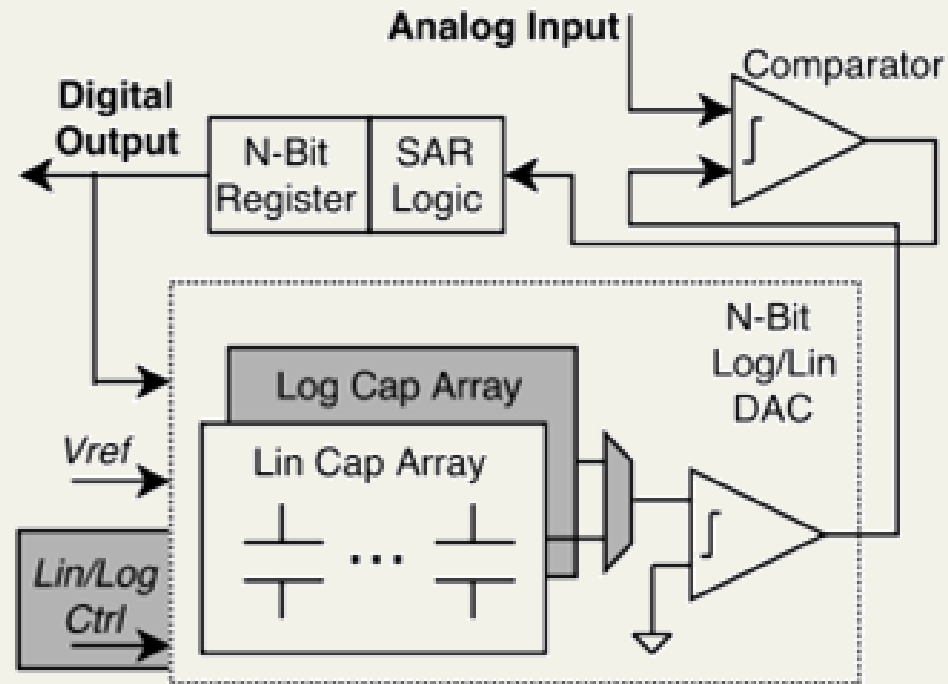 Analog Input
Comparator
Digital
Output
N-Bit
Register
SAR
Logic
N-Bit
Log/Lin
DAC
Log Cap Array
Lin Cap Array
...
Vref
Lin/Log
Ctrl